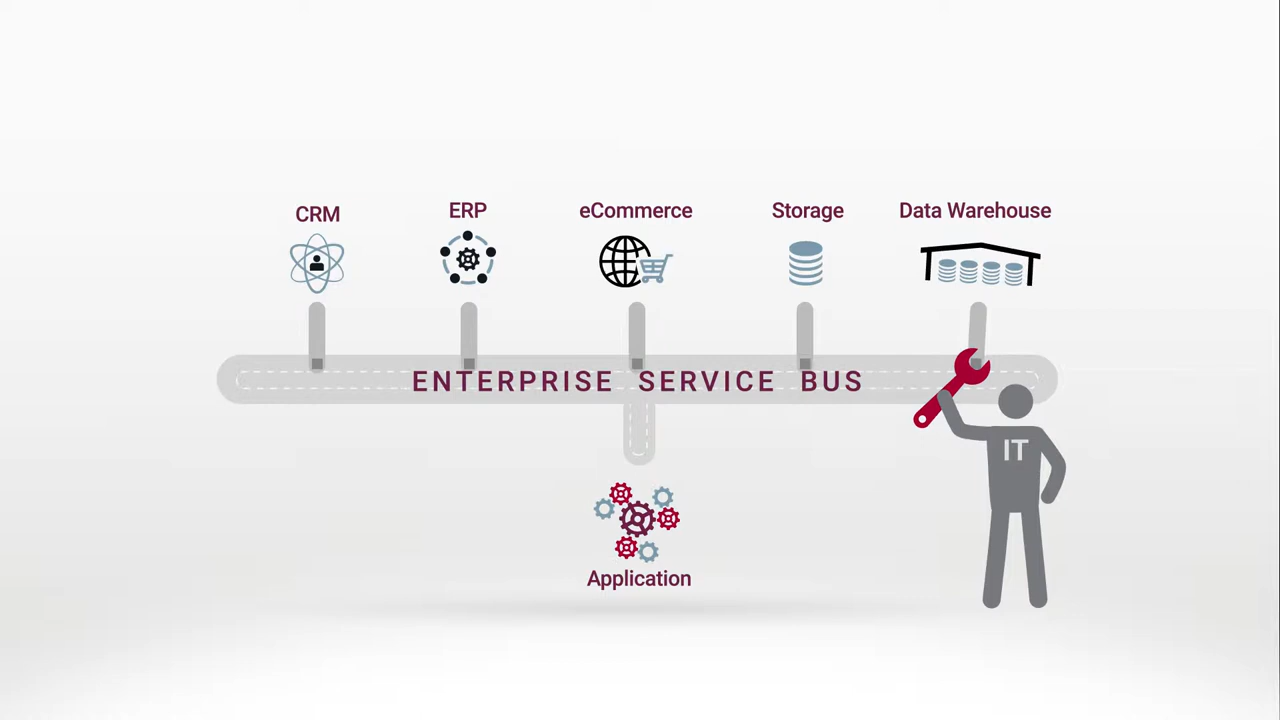 CRM
ERP
eCommerce
Storage
Data Warehouse
ENTERPRISE SERVICE BUS
IT
Application